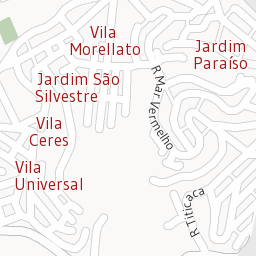 Vila
Morellato
Jardim
Paraíso
Jardim São
Silvestre
R Mar Vermelho
Vila
Ceres
Vila
Universal
R Titicaca